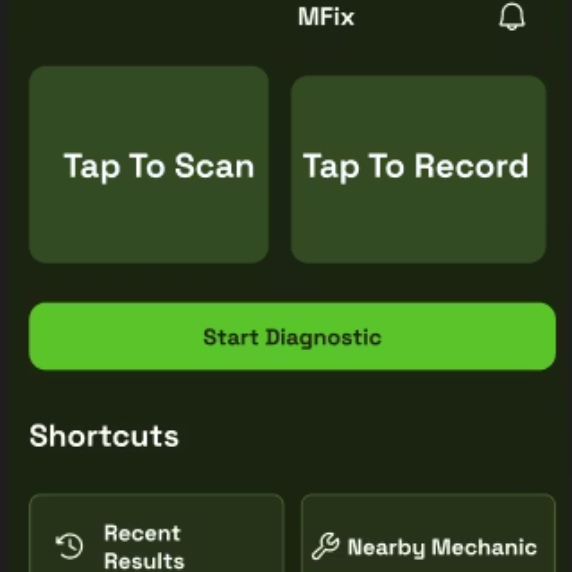 MFix
Tap To Scan
Tap To Record
Start Diagnostic
Shortcuts
Recent
Results
Nearby Mechanic